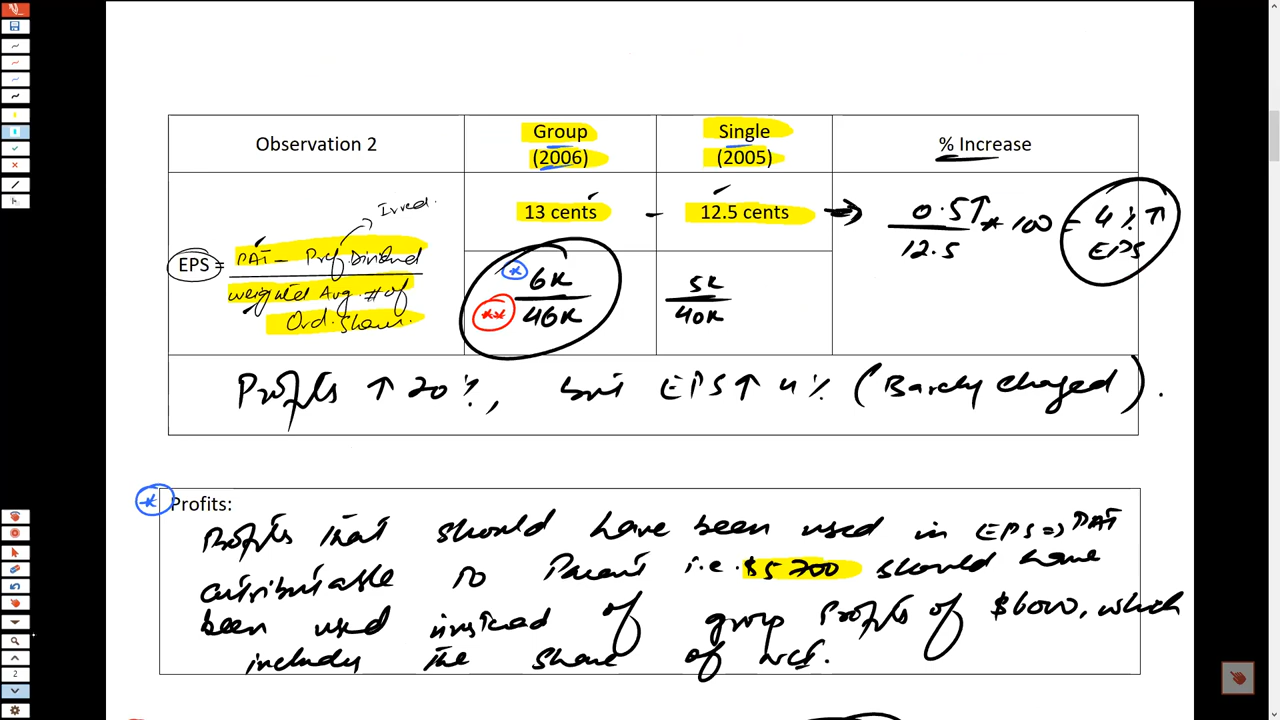 Observation 2
Group
(2006)
Single
(2005)
% Increase
EPS =
PAT - Pref. Dividend
Irred.
weighted Avg. # of
Ord. Shares.
13 cents
-
12.5 cents
0.5↑
12.5
* 100 = 4% ↑
EPS
*
6K
**
46K
5K
40K
Profits ↑ 20%, but EPS ↑ 4% (Barely changed).
* Profits:
Profits that should have been used in EPS => PAT
attributable to Parent i.e. $5700 should have
been used instead of group Profits of $6000, which
includes the share of NCI.
2